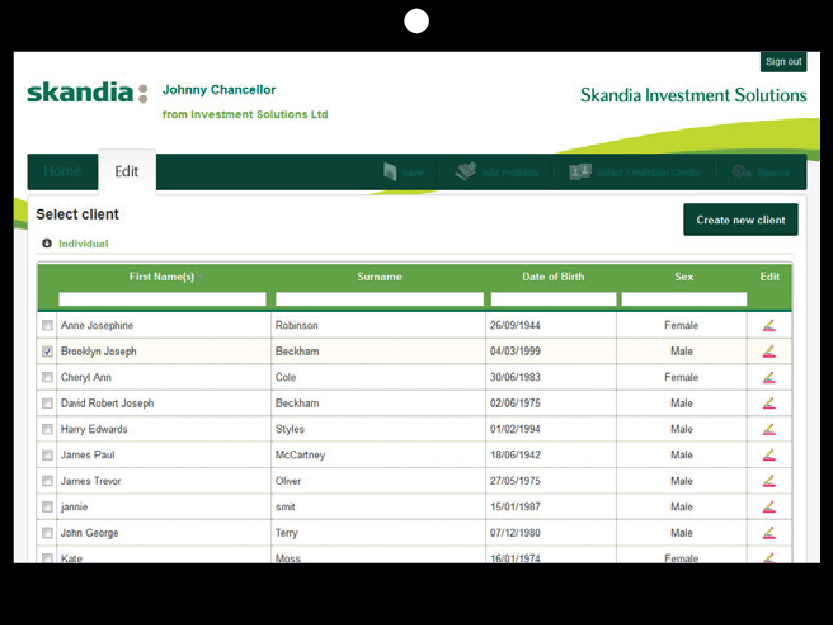 Sign out
skandia:
Johnny Chancellor
Skandia Investment Solutions
from Investment Solutions Ltd
Home Edit Save Add Products Select / Maintain Clients Reports
Select client
Create new client
Individual
First Name(s) Surname Date of Birth Sex Edit
Anne Josephine Robinson 26/09/1944 Female
Brooklyn Joseph Beckham 04/03/1999 Male
Cheryl Ann Cole 30/06/1983 Female
David Robert Joseph Beckham 02/06/1975 Male
Harry Edwards Styles 01/02/1994 Male
James Paul McCartney 18/06/1942 Male
James Trevor Oliver 27/05/1975 Male
jannie smit 15/01/1987 Male
John George Terry 07/12/1980 Male
Kate Moss 16/01/1974 Female